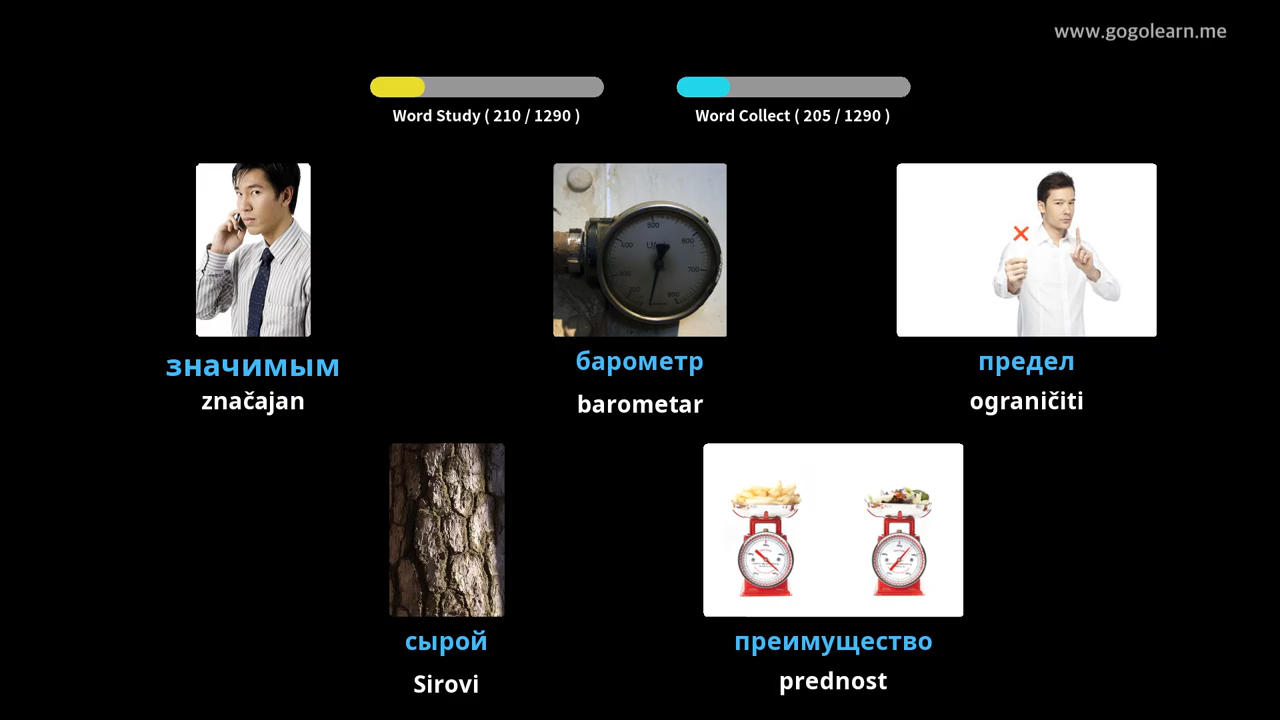 www.gogolearn.me
Word Study ( 210 / 1290 )
Word Collect ( 205 / 1290 )
значимым
značajan
барометр
barometar
предел
ograničiti
сырой
Sirovi
преимущество
prednost